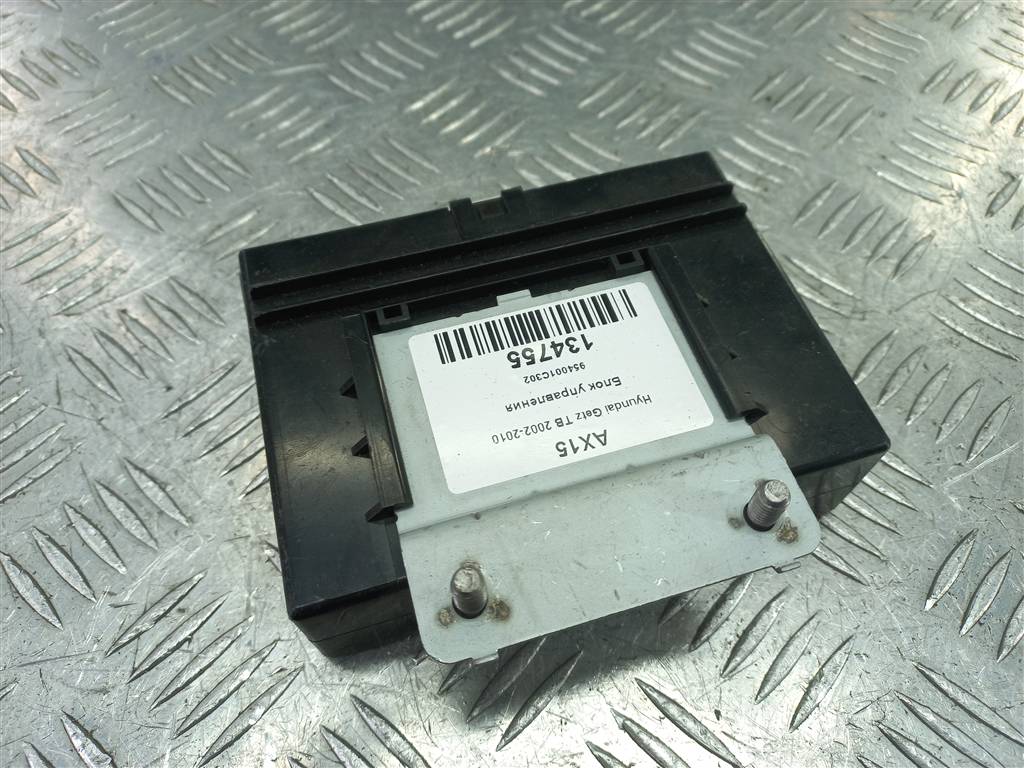 AX15
Hyundai Getz TB 2002-2010
Блок управления
954001C302
134755